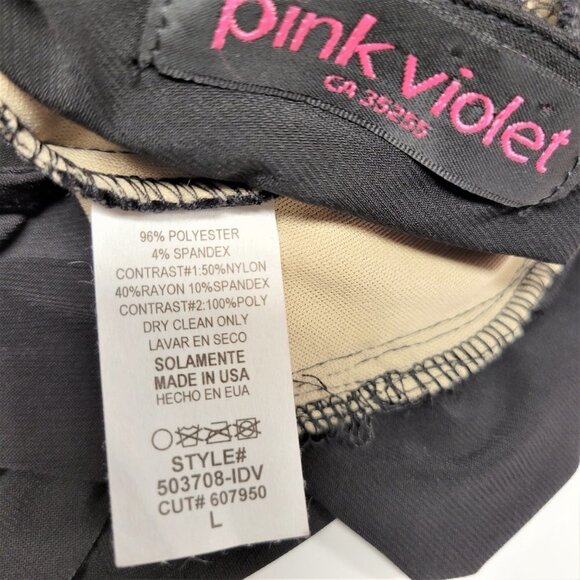 pink violet
CA 35255
96% POLYESTER
4% SPANDEX
CONTRAST#1:50%NYLON
40%RAYON 10%SPANDEX
CONTRAST#2:100%POLY
DRY CLEAN ONLY
LAVAR EN SECO
SOLAMENTE
MADE IN USA
HECHO EN EUA
STYLE#
503708-IDV
CUT# 607950
L